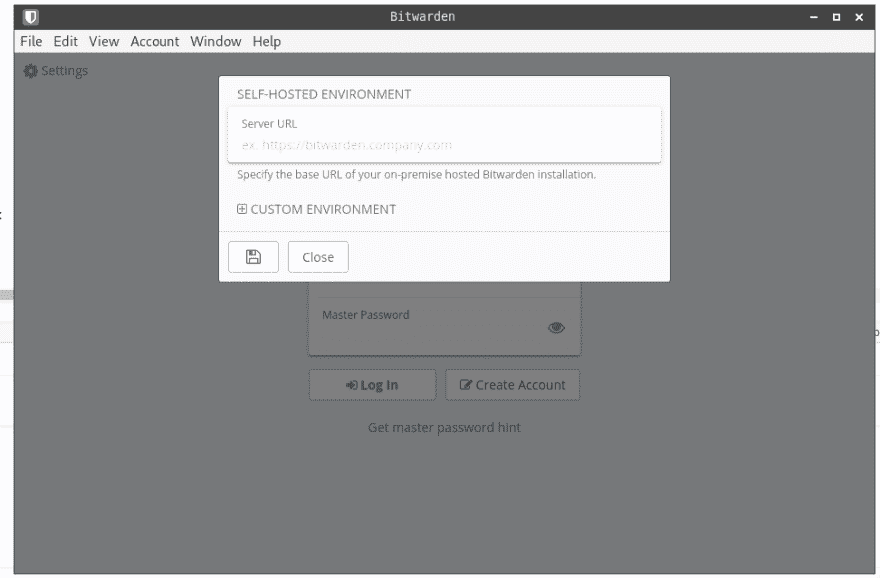 Bitwarden
File Edit View Account Window Help
Settings
SELF-HOSTED ENVIRONMENT
Server URL
ex. https://bitwarden.company.com
Specify the base URL of your on-premise hosted Bitwarden installation.
CUSTOM ENVIRONMENT
Close
Master Password
Log In Create Account
Get master password hint